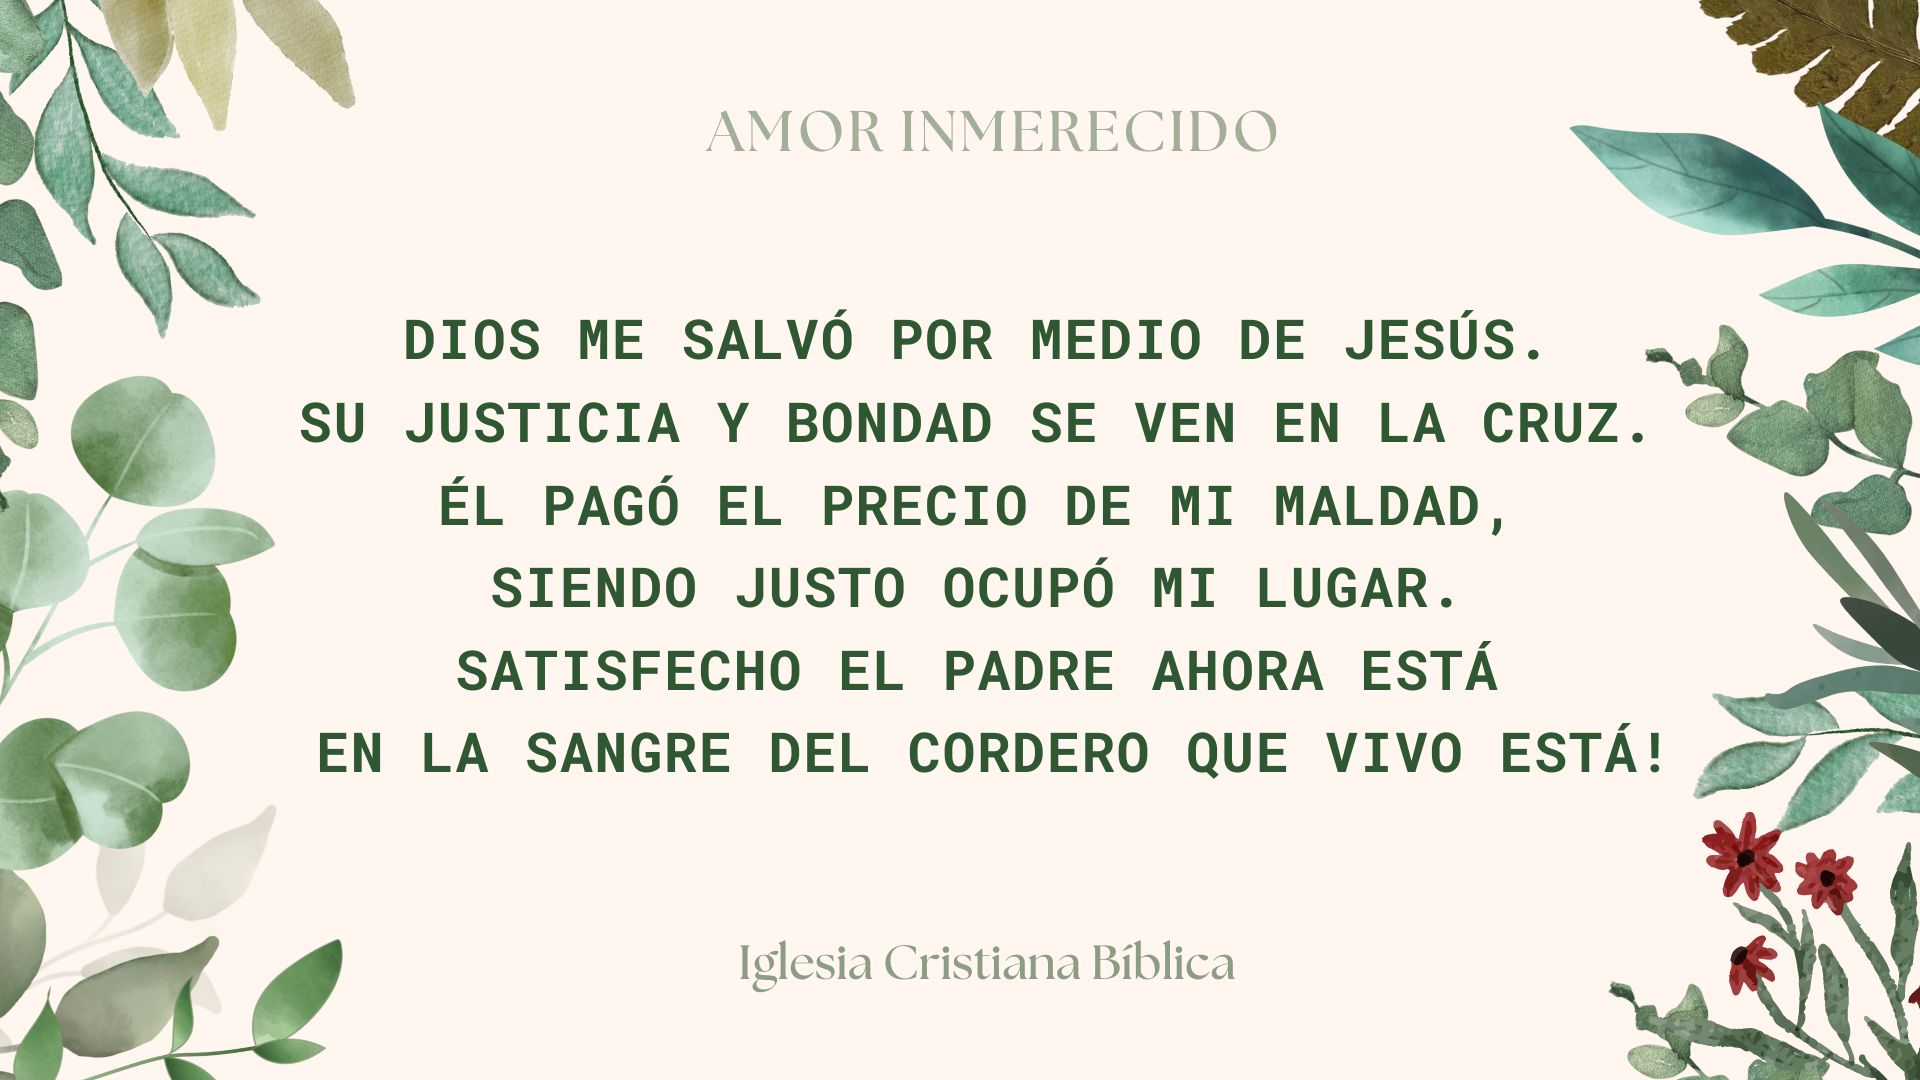 AMOR INMERECIDO
DIOS ME SALVÓ POR MEDIO DE JESÚS.
SU JUSTICIA Y BONDAD SE VEN EN LA CRUZ.
ÉL PAGÓ EL PRECIO DE MI MALDAD,
SIENDO JUSTO OCUPÓ MI LUGAR.
SATISFECHO EL PADRE AHORA ESTÁ
EN LA SANGRE DEL CORDERO QUE VIVO ESTÁ!
Iglesia Cristiana Bíblica